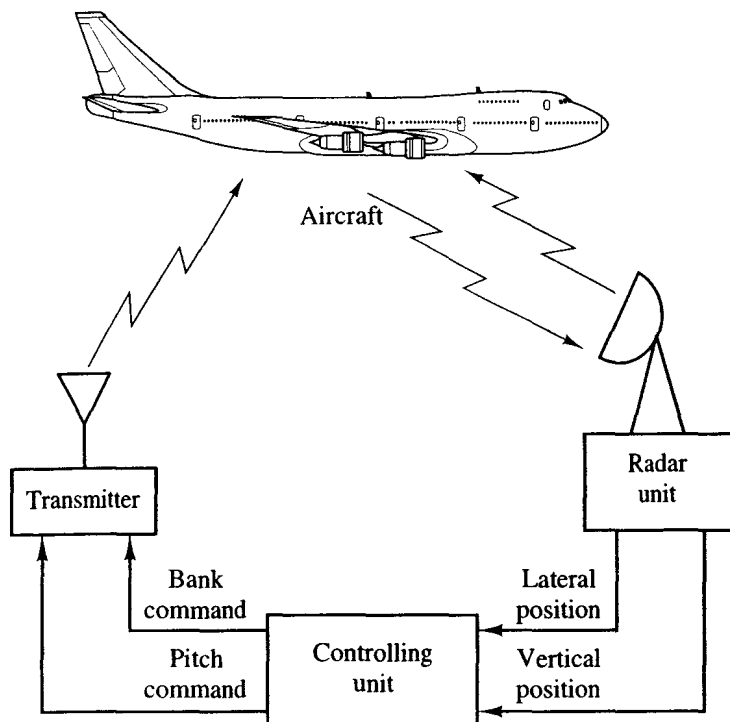 Aircraft
Radar
unit
Transmitter
Bank
command
Lateral
position
Pitch
command
Controlling
unit
Vertical
position